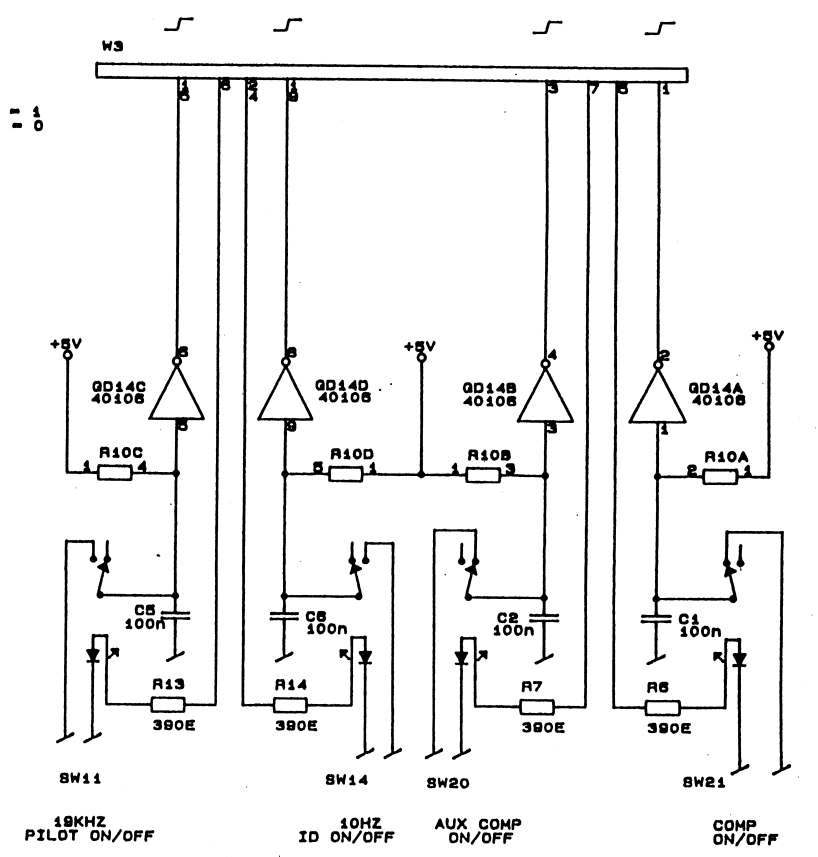 W3
1
5
6
2
4
1
9
3
7
5
1
= 1
= 0
+5V
6
GD14C
40106
5
8
GD14D
40106
9
+5V
4
GD14B
40106
3
2
GD14A
40106
1
+5V
R10C
1 4
R10D
5 1
R10B
1 3
R10A
2 1
C5
100n
C6
100n
C2
100n
C1
100n
R13
390E
R14
390E
R7
390E
R6
390E
SW11
SW14
SW20
SW21
19KHZ
PILOT ON/OFF
10HZ
ID ON/OFF
AUX COMP
ON/OFF
COMP
ON/OFF